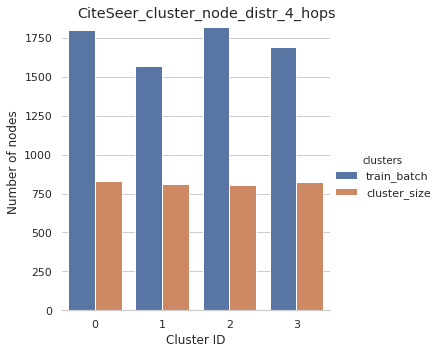 CiteSeer_cluster_node_distr_4_hops
Number of nodes
1750
1500
1250
1000
750
500
250
0
0 1 2 3
Cluster ID
clusters
train_batch
cluster_size